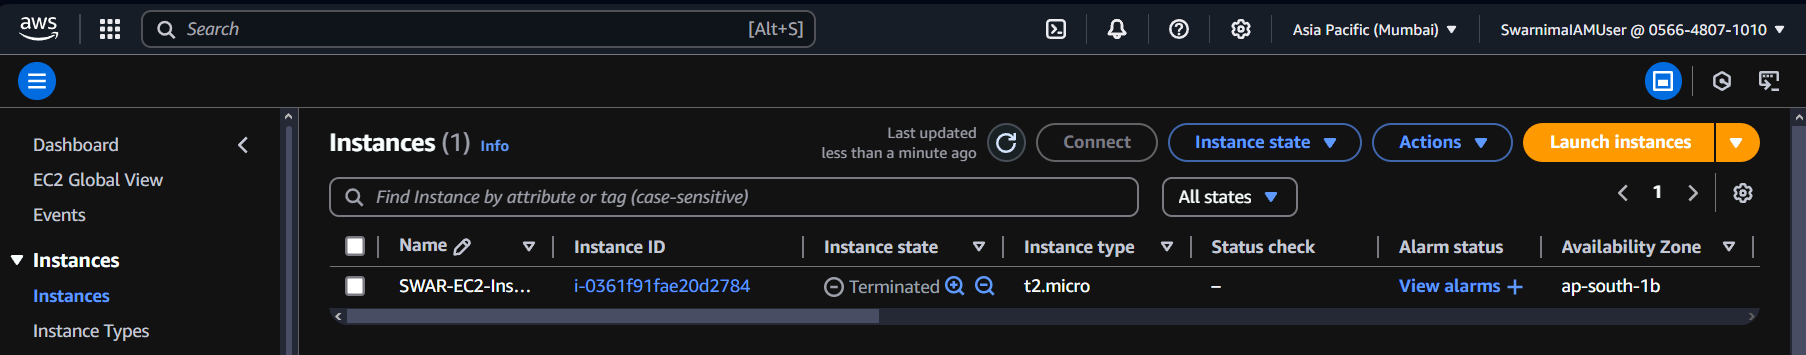 aws
Search [Alt+S]
Asia Pacific (Mumbai)
SwarnimaIAMUser @ 0566-4807-1010
Dashboard
EC2 Global View
Events
Instances
Instances
Instance Types
Instances (1) Info
Last updated
less than a minute ago
Connect
Instance state
Actions
Launch instances
Find Instance by attribute or tag (case-sensitive)
All states
1
Name Instance ID Instance state Instance type Status check Alarm status Availability Zone
SWAR-EC2-Ins... i-0361f91fae20d2784 Terminated t2.micro – View alarms + ap-south-1b